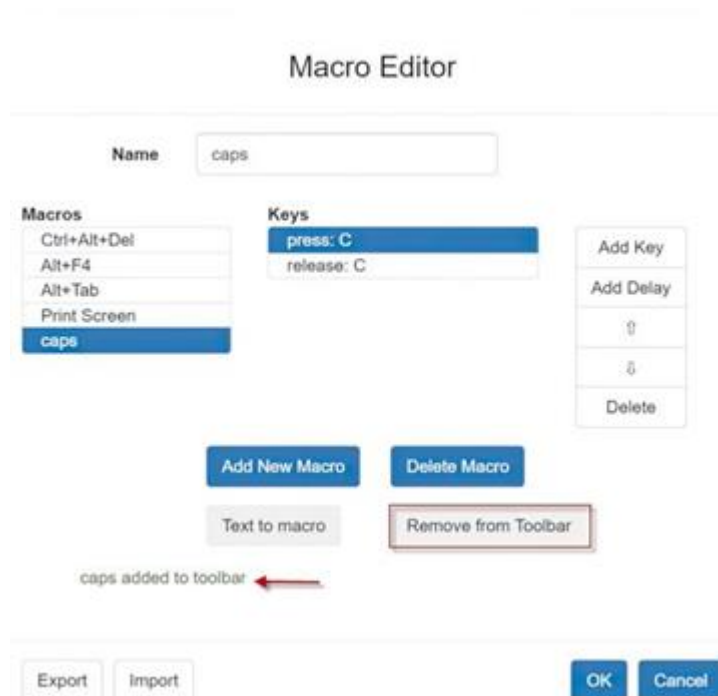 Macro Editor
Name caps
Macros Keys
Ctrl+Alt+Del press: C Add Key
Alt+F4 release: C
Alt+Tab Add Delay
Print Screen ⇧
caps ⇩
Delete
Add New Macro Delete Macro
Text to macro Remove from Toolbar
caps added to toolbar
Export Import OK Cancel